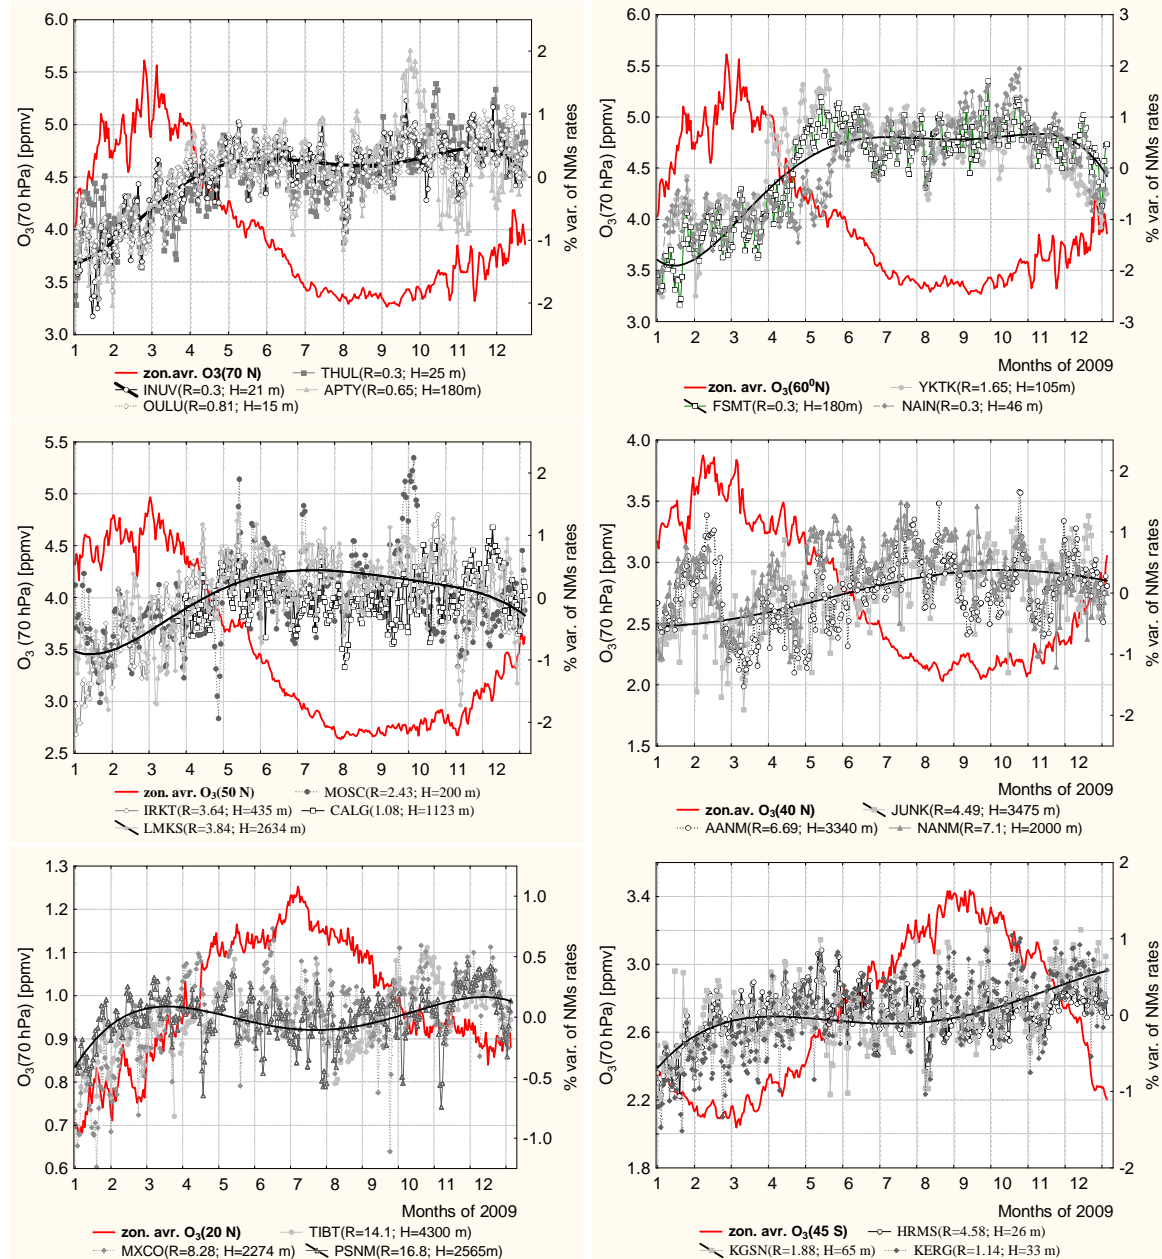 6.0
5.5
5.0
4.5
4.0
3.5
3.0
O3(70 hPa) [ppmv]
2
1
0
-1
-2
% var. of NMs rates
1 2 3 4 5 6 7 8 9 10 11 12
zon.avr. O3(70 N)
THUL(R=0.3; H=25 m)
INUV(R=0.3; H=21 m)
APTY(R=0.65; H=180m)
OULU(R=0.81; H=15 m)
6.0
5.5
5.0
4.5
4.0
3.5
3.0
O3(70 hPa) [ppmv]
3
2
1
0
-1
-2
-3
% var. of NMs rates
1 2 3 4 5 6 7 8 9 10 11 12
Months of 2009
zon. avr. O3(60⁰N)
YKTK(R=1.65; H=105m)
FSMT(R=0.3; H=180m)
NAIN(R=0.3; H=46 m)
5.5
5.0
4.5
4.0
3.5
3.0
2.5
O3(70 hPa) [ppmv]
2
1
0
-1
-2
% var. of NMs rates
1 2 3 4 5 6 7 8 9 10 11 12
zon. avr. O3(50 N)
MOSC(R=2.43; H=200 m)
IRKT(R=3.64; H=435 m)
CALG(1.08; H=1123 m)
LMKS(R=3.84; H=2634 m)
4.0
3.5
3.0
2.5
2.0
1.5
O3(70 hPa) [ppmv]
2
1
0
-1
-2
% var. of NMs rates
1 2 3 4 5 6 7 8 9 10 11 12
Months of 2009
zon.av. O3(40 N)
JUNK(R=4.49; H=3475 m)
AANM(R=6.69; H=3340 m)
NANM(R=7.1; H=2000 m)
1.3
1.2
1.1
1.0
0.9
0.8
0.7
0.6
O3(70 hPa) [ppmv]
1.0
0.5
0.0
-0.5
-1.0
% var. of NMs rates
1 2 3 4 5 6 7 8 9 10 11 12
Months of 2009
zon. avr. O3(20 N)
TIBT(R=14.1; H=4300 m)
MXCO(R=8.28; H=2274 m)
PSNM(R=16.8; H=2565m)
3.4
3.0
2.6
2.2
1.8
O3(70 hPa) [ppmv]
2
1
0
-1
-2
% var. of NMs rates
1 2 3 4 5 6 7 8 9 10 11 12
Months of 2009
zon. avr. O3(45 S)
HRMS(R=4.58; H=26 m)
KGSN(R=1.88; H=65 m)
KERG(R=1.14; H=33 m)